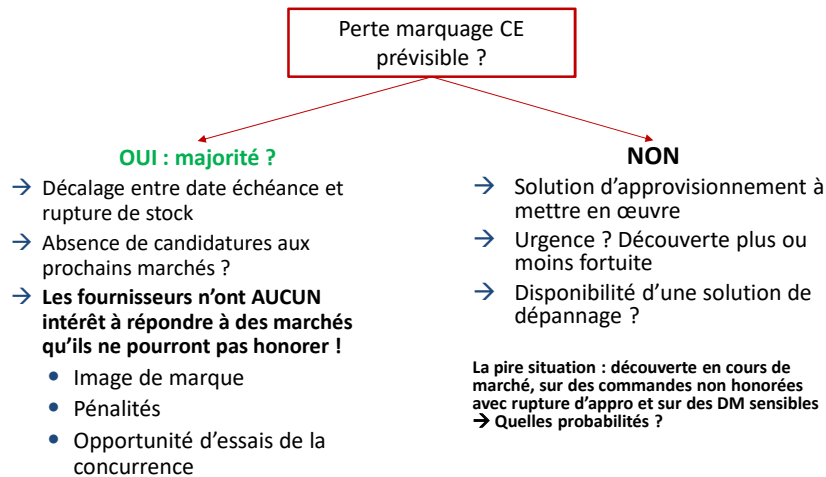 Perte marquage CE
prévisible ?
OUI : majorité ?
→ Décalage entre date échéance et
rupture de stock
→ Absence de candidatures aux
prochains marchés ?
→ Les fournisseurs n’ont AUCUN
intérêt à répondre à des marchés
qu’ils ne pourront pas honorer !
• Image de marque
• Pénalités
• Opportunité d’essais de la
concurrence
NON
→ Solution d’approvisionnement à
mettre en œuvre
→ Urgence ? Découverte plus ou
moins fortuite
→ Disponibilité d’une solution de
dépannage ?
La pire situation : découverte en cours de
marché, sur des commandes non honorées
avec rupture d’appro et sur des DM sensibles
→ Quelles probabilités ?